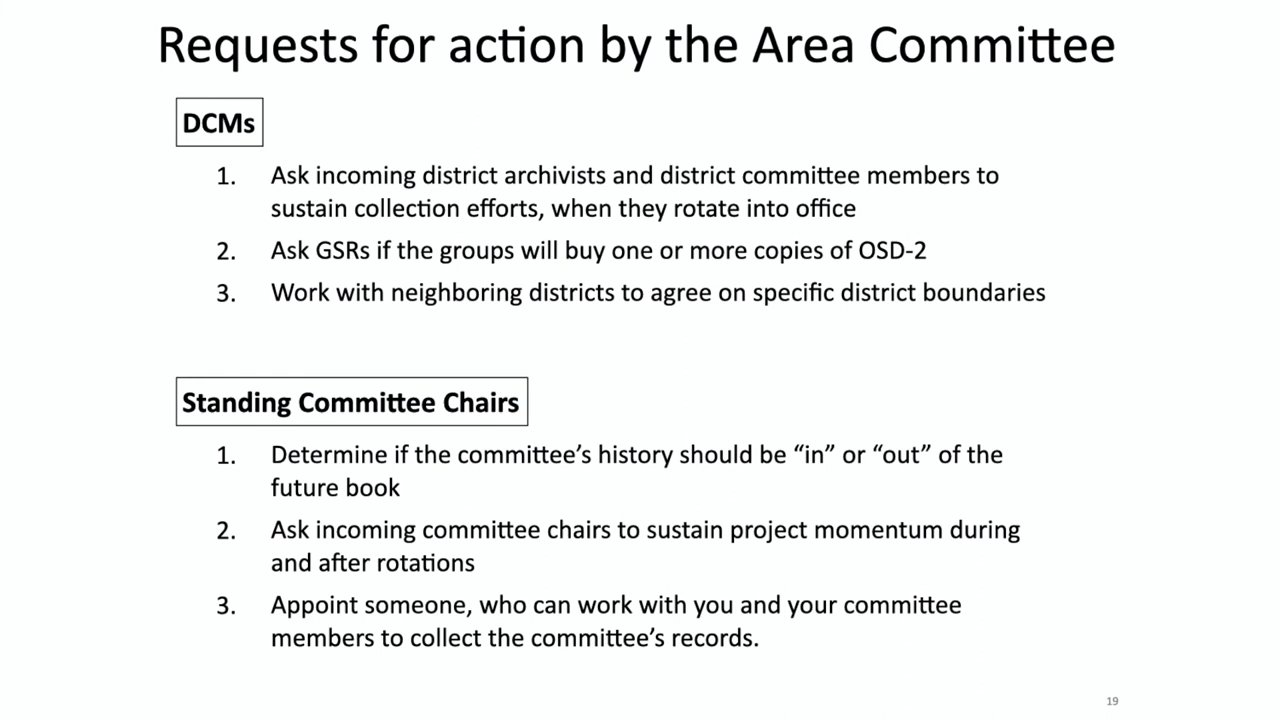 Requests for action by the Area Committee
DCMs
1. Ask incoming district archivists and district committee members to
sustain collection efforts, when they rotate into office
2. Ask GSRs if the groups will buy one or more copies of OSD-2
3. Work with neighboring districts to agree on specific district boundaries
Standing Committee Chairs
1. Determine if the committee’s history should be “in” or “out” of the
future book
2. Ask incoming committee chairs to sustain project momentum during
and after rotations
3. Appoint someone, who can work with you and your committee
members to collect the committee’s records.
19